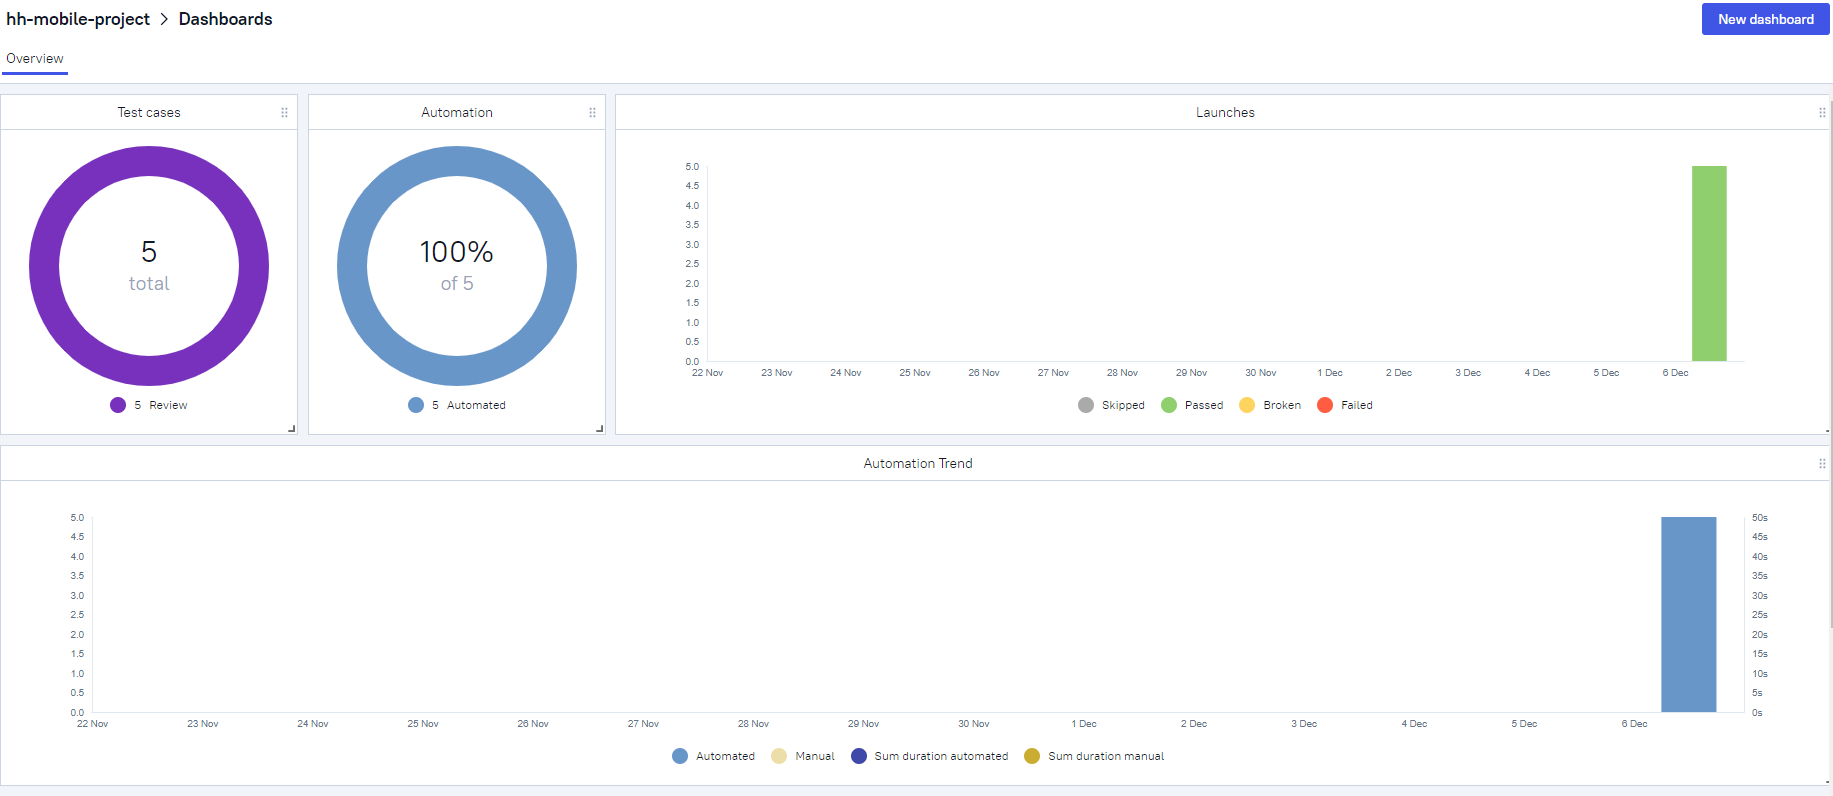 hh-mobile-project > Dashboards
New dashboard
Overview
Test cases
5
total
5 Review
Automation
100%
of 5
5 Automated
Launches
5.0
4.5
4.0
3.5
3.0
2.5
2.0
1.5
1.0
0.5
0.0
22 Nov 23 Nov 24 Nov 25 Nov 26 Nov 27 Nov 28 Nov 29 Nov 30 Nov 1 Dec 2 Dec 3 Dec 4 Dec 5 Dec 6 Dec
Skipped Passed Broken Failed
Automation Trend
5.0 50s
4.5 45s
4.0 40s
3.5 35s
3.0 30s
2.5 25s
2.0 20s
1.5 15s
1.0 10s
0.5 5s
0.0 0s
22 Nov 23 Nov 24 Nov 25 Nov 26 Nov 27 Nov 28 Nov 29 Nov 30 Nov 1 Dec 2 Dec 3 Dec 4 Dec 5 Dec 6 Dec
Automated Manual Sum duration automated Sum duration manual